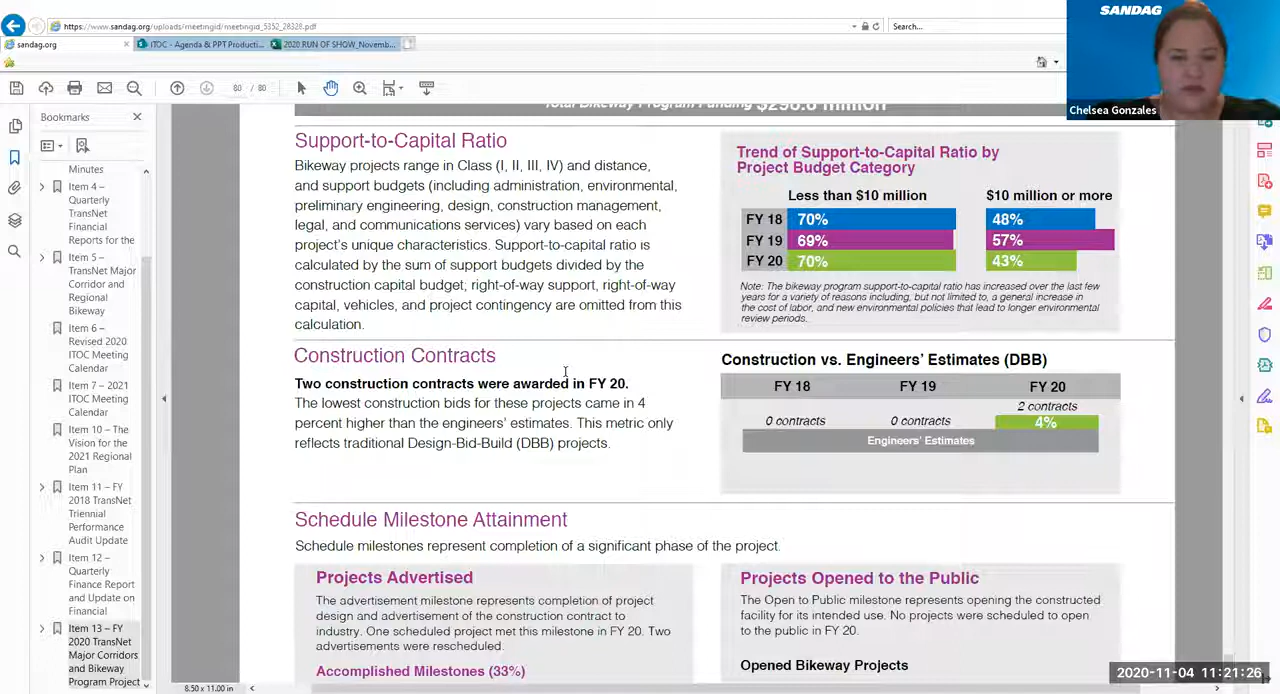 https://www.sandag.org/uploads/meetingid/meetingid_5352_28328.pdf
Search...
sandag.org
ITOC - Agenda & PPT Producti...
2020 RUN OF SHOW_Novemb...
SANDAG
Chelsea Gonzales
80 / 80
Bookmarks
Minutes
Item 4 –
Quarterly
TransNet
Financial
Reports for the
Item 5 –
TransNet Major
Corridor and
Regional
Bikeway
Item 6 –
Revised 2020
ITOC Meeting
Calendar
Item 7 – 2021
ITOC Meeting
Calendar
Item 10 – The
Vision for the
2021 Regional
Plan
Item 11 – FY
2018 TransNet
Triennial
Performance
Audit Update
Item 12 –
Quarterly
Finance Report
and Update on
Financial
Item 13 – FY
2020 TransNet
Major Corridors
and Bikeway
Program Project
8.50 x 11.00 in
Total Bikeway Program Funding
million
Support-to-Capital Ratio
Bikeway projects range in Class (I, II, III, IV) and distance,
and support budgets (including administration, environmental,
preliminary engineering, design, construction management,
legal, and communications services) vary based on each
project's unique characteristics. Support-to-capital ratio is
calculated by the sum of support budgets divided by the
construction capital budget; right-of-way support, right-of-way
capital, vehicles, and project contingency are omitted from this
calculation.
Trend of Support-to-Capital Ratio by
Project Budget Category
Less than $10 million
$10 million or more
FY 18 70% 48%
FY 19 69% 57%
FY 20 70% 43%
Note: The bikeway program support-to-capital ratio has increased over the last few
years for a variety of reasons including, but not limited to, a general increase in
the cost of labor, and new environmental policies that lead to longer environmental
review periods.
Construction Contracts
Two construction contracts were awarded in FY 20.
The lowest construction bids for these projects came in 4
percent higher than the engineers' estimates. This metric only
reflects traditional Design-Bid-Build (DBB) projects.
Construction vs. Engineers' Estimates (DBB)
FY 18 FY 19 FY 20
2 contracts
0 contracts 0 contracts 4%
Engineers' Estimates
Schedule Milestone Attainment
Schedule milestones represent completion of a significant phase of the project.
Projects Advertised
The advertisement milestone represents completion of project
design and advertisement of the construction contract to
industry. One scheduled project met this milestone in FY 20. Two
advertisements were rescheduled.
Accomplished Milestones (33%)
Projects Opened to the Public
The Open to Public milestone represents opening the constructed
facility for its intended use. No projects were scheduled to open
to the public in FY 20.
Opened Bikeway Projects
2020-11-04 11:21:26